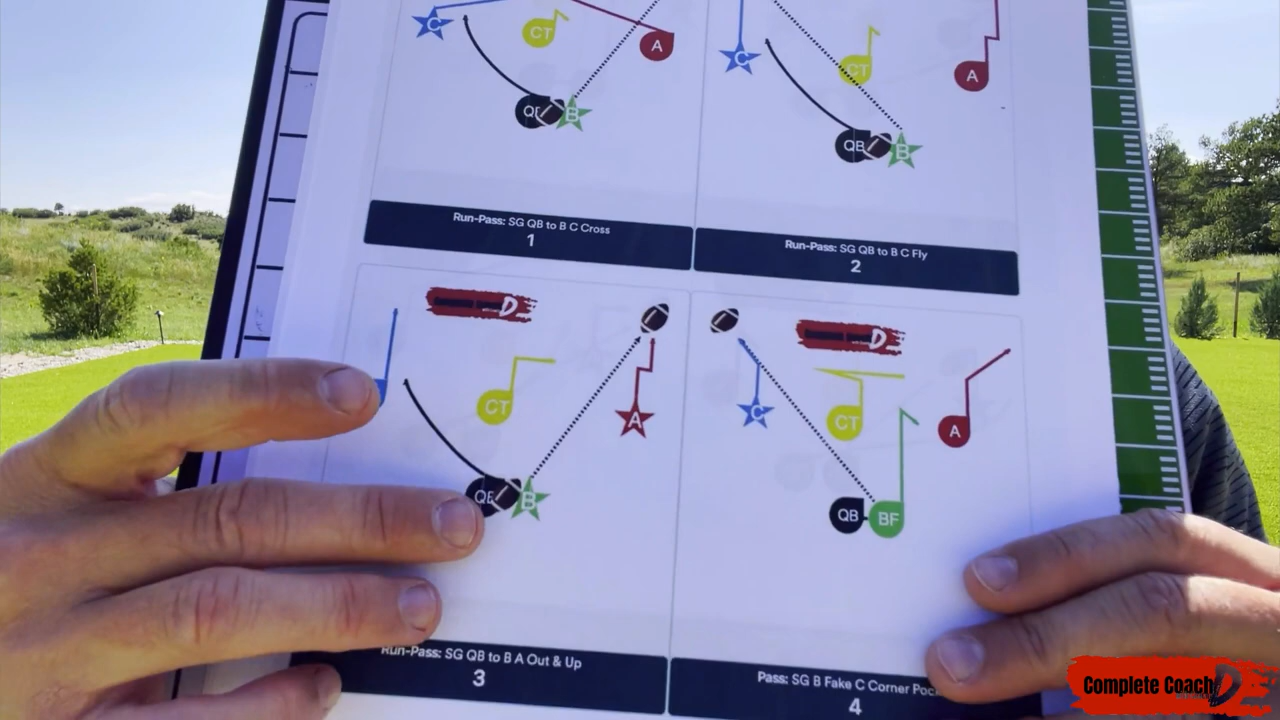 C
CT
A
QB
B
C
CT
A
QB
B
Run-Pass: SG QB to B C Cross
1
Run-Pass: SG QB to B C Fly
2
D
CT
A
B
D
C
CT
A
QB
BF
Run-Pass: SG QB to B A Out & Up
3
Pass: SG B Fake C Corner
4
Complete Coach D